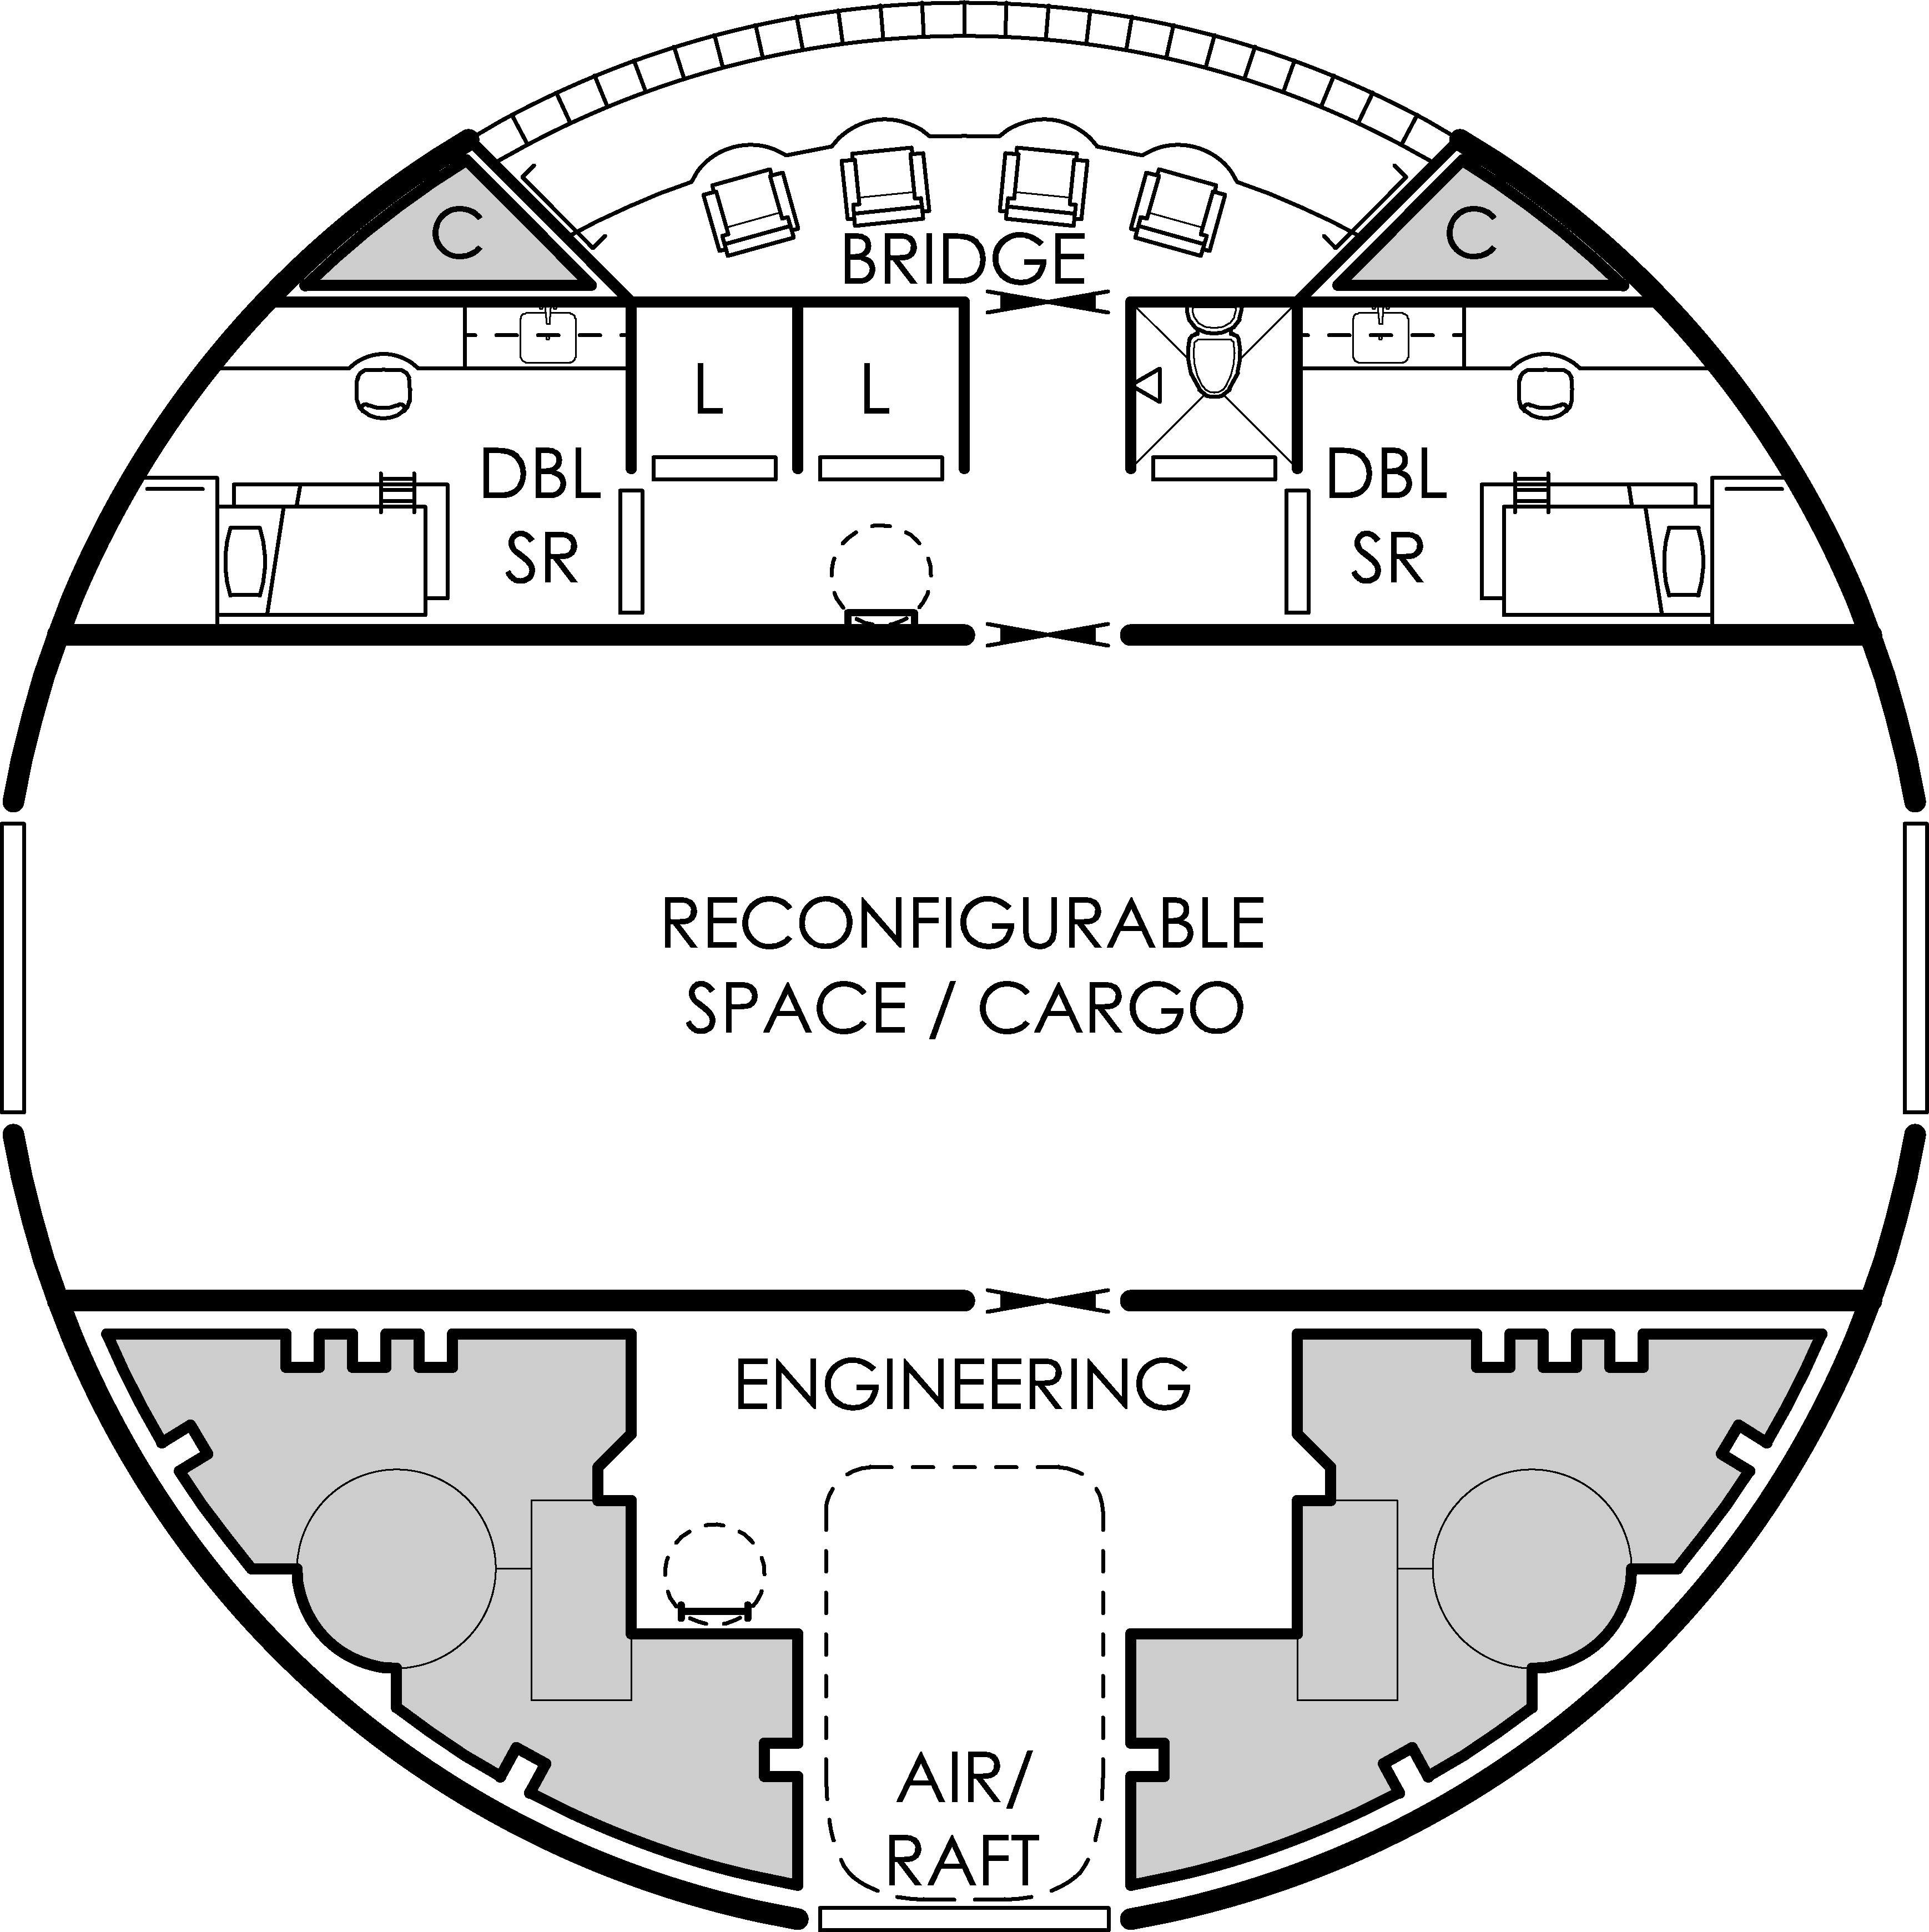 C
C
BRIDGE
L
L
DBL
SR
DBL
SR
RECONFIGURABLE
SPACE / CARGO
ENGINEERING
AIR/
RAFT